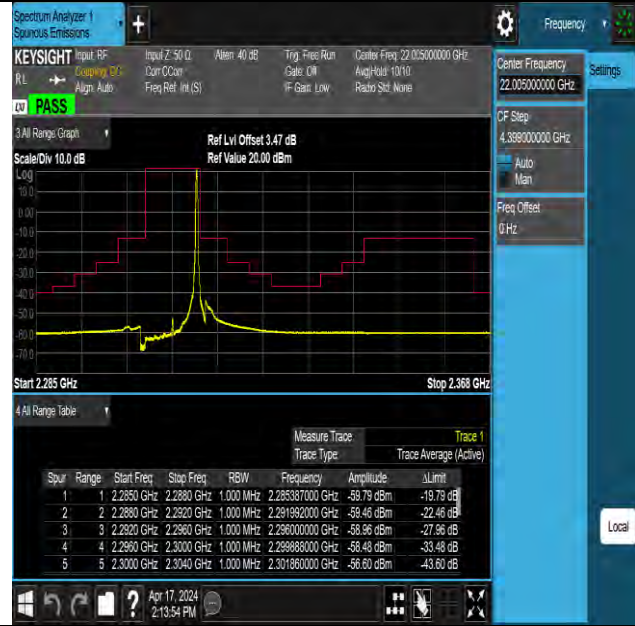 Spectrum Analyzer 1
Spurious Emissions
+
Frequency
KEYSIGHT Input: RF Input Z: 50 Ω Atten: 40 dB Trig: Free Run Center Freq: 22.005000000 GHz
RL Coupling: DC Corr CCorr Gate: Off Avg|Hold: 10/10
Align: Auto Freq Ref: Int (S) IF Gain: Low Radio Std: None
LXI PASS
Center Frequency
22.005000000 GHz
Settings
CF Step
4.399000000 GHz
Auto
Man
Freq Offset
0 Hz
3 All Range Graph
Ref Lvl Offset 3.47 dB
Scale/Div 10.0 dB Ref Value 20.00 dBm
Log
10.0
0.00
-10.0
-20.0
-30.0
-40.0
-50.0
-60.0
-70.0
Start 2.285 GHz Stop 2.368 GHz
4 All Range Table
Measure Trace Trace 1
Trace Type Trace Average (Active)
Spur Range Start Freq Stop Freq RBW Frequency Amplitude ΔLimit
1 1 2.2850 GHz 2.2880 GHz 1.000 MHz 2.285387000 GHz -59.79 dBm -19.79 dB
2 2 2.2880 GHz 2.2920 GHz 1.000 MHz 2.291992000 GHz -59.46 dBm -22.46 dB
3 3 2.2920 GHz 2.2960 GHz 1.000 MHz 2.296000000 GHz -58.96 dBm -27.96 dB
4 4 2.2960 GHz 2.3000 GHz 1.000 MHz 2.299888000 GHz -58.48 dBm -33.48 dB
5 5 2.3000 GHz 2.3040 GHz 1.000 MHz 2.301860000 GHz -56.60 dBm -43.60 dB
Local
?
Apr 17, 2024
2:13:54 PM